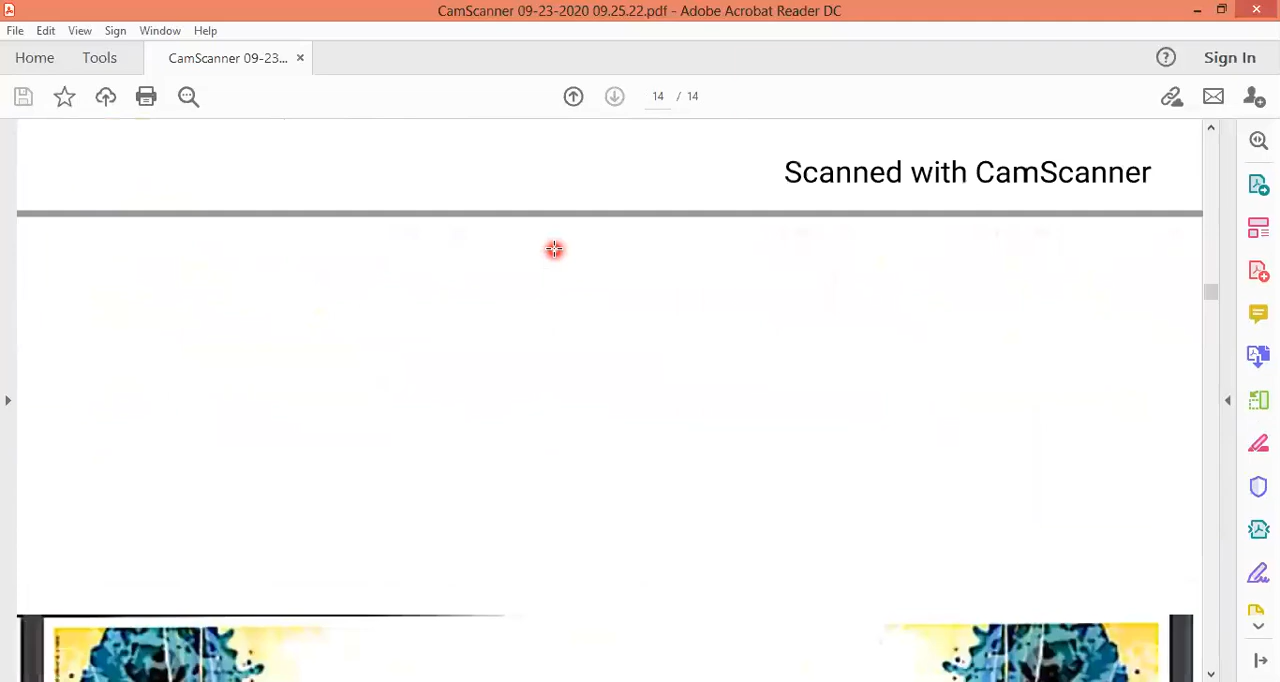 CamScanner 09-23-2020 09.25.22.pdf - Adobe Acrobat Reader DC
File Edit View Sign Window Help
Home Tools CamScanner 09-23... × Sign In
14 / 14
Scanned with CamScanner